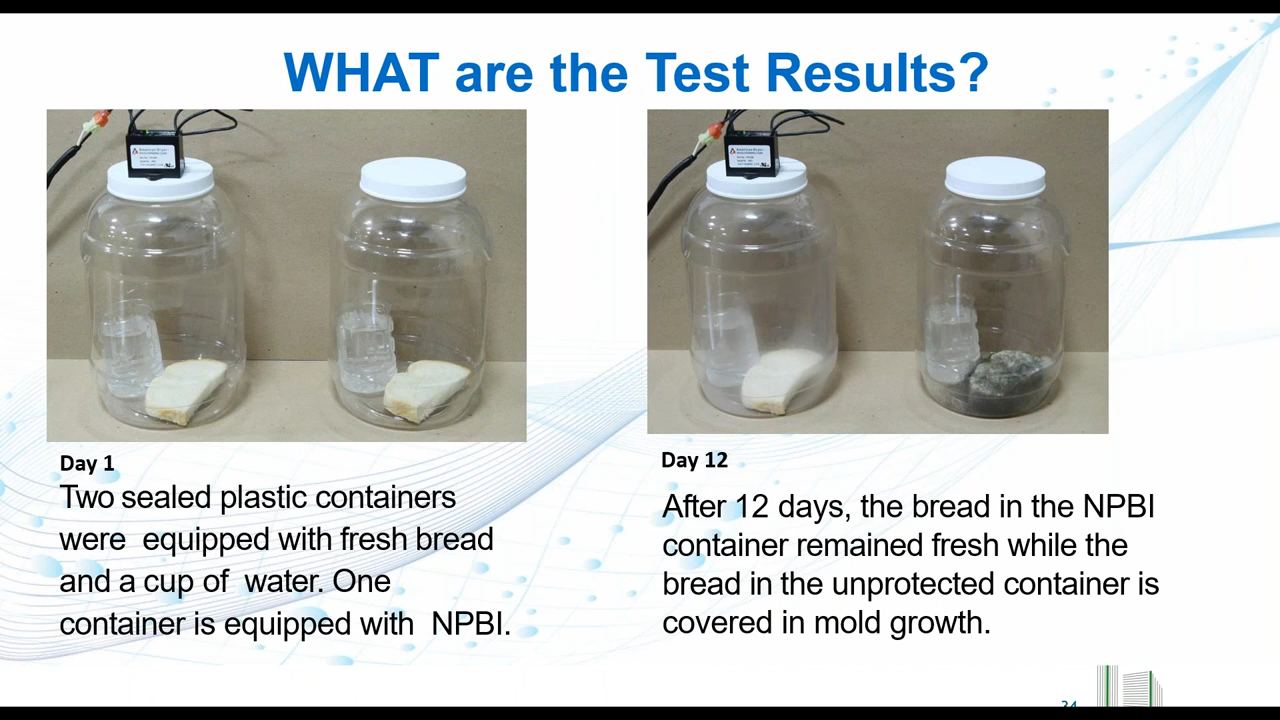 WHAT are the Test Results?
Day 1
Two sealed plastic containers
were equipped with fresh bread
and a cup of water. One
container is equipped with NPBI.
Day 12
After 12 days, the bread in the NPBI
container remained fresh while the
bread in the unprotected container is
covered in mold growth.
34